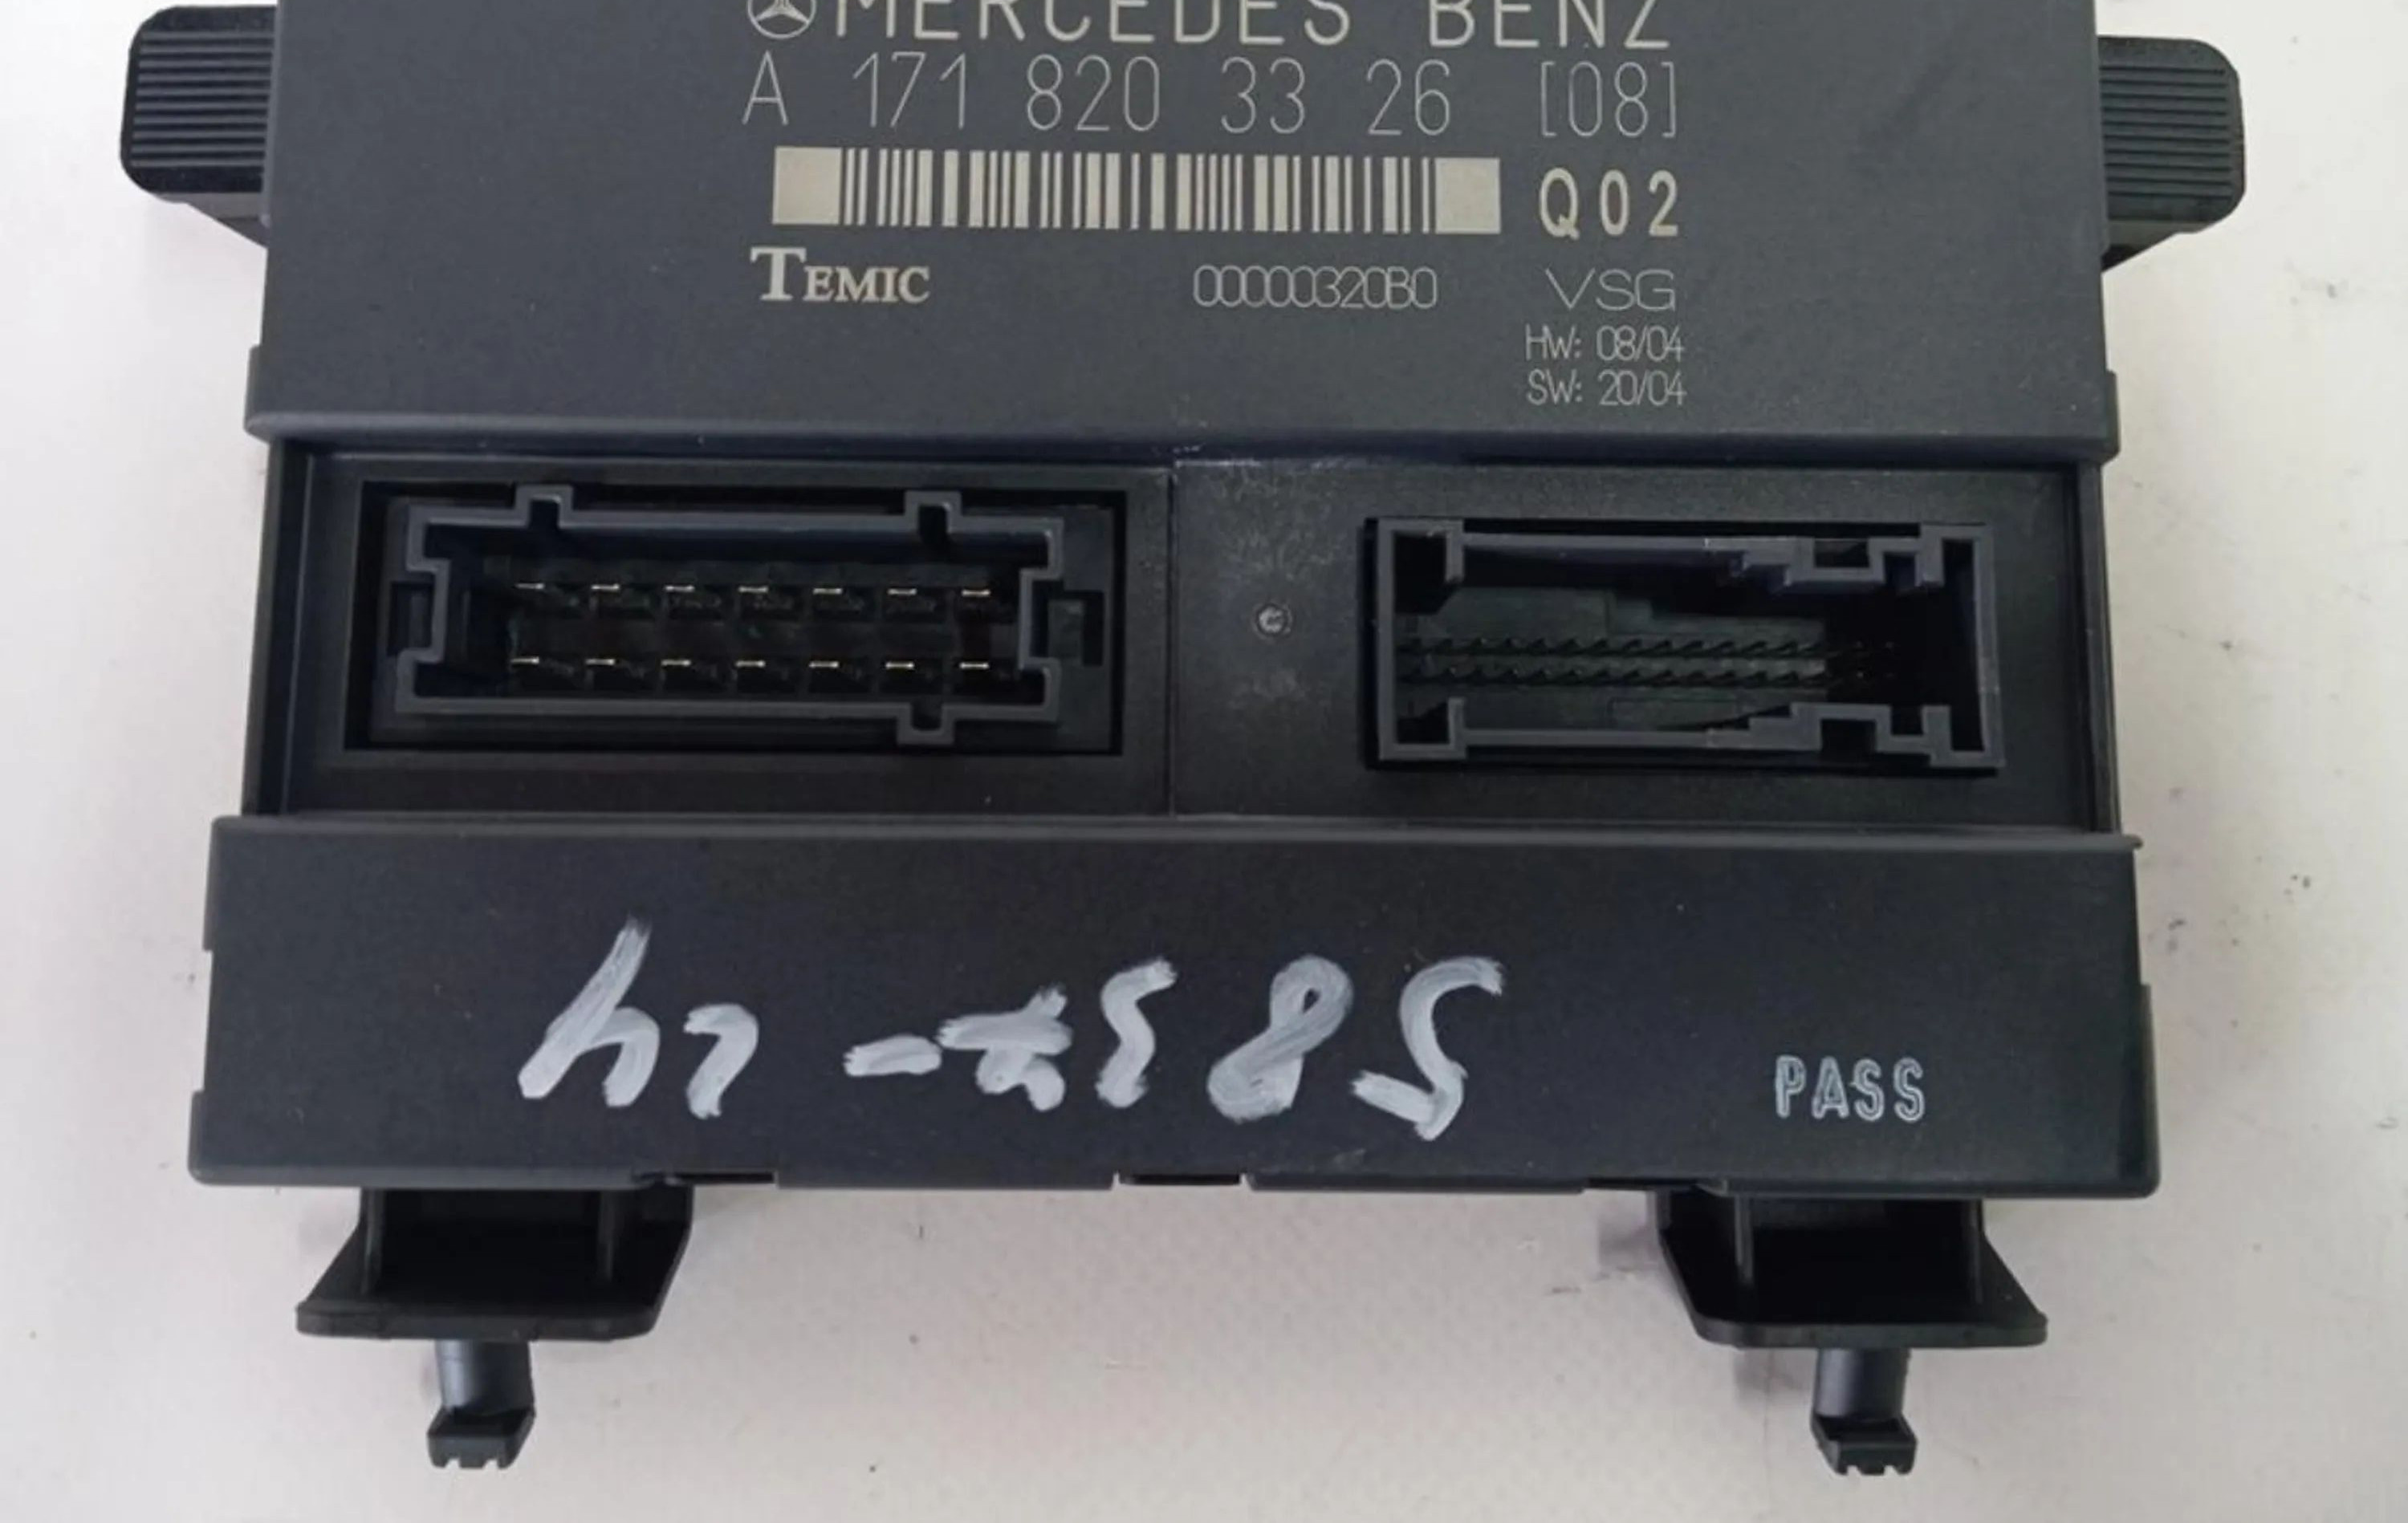 MERCEDES BENZ
A 171 820 33 26 [08]
Q02
TEMIC 00000320B0 VSG
HW: 08/04
SW: 20/04
PASS